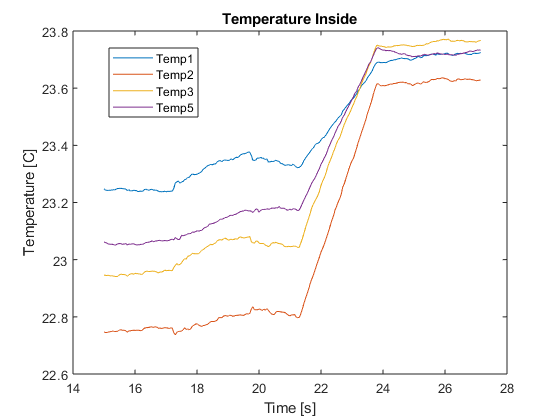 Temperature Inside
Temp1
Temp2
Temp3
Temp5
Temperature [C]
23.8
23.6
23.4
23.2
23
22.8
22.6
14
16
18
20
22
24
26
28
Time [s]